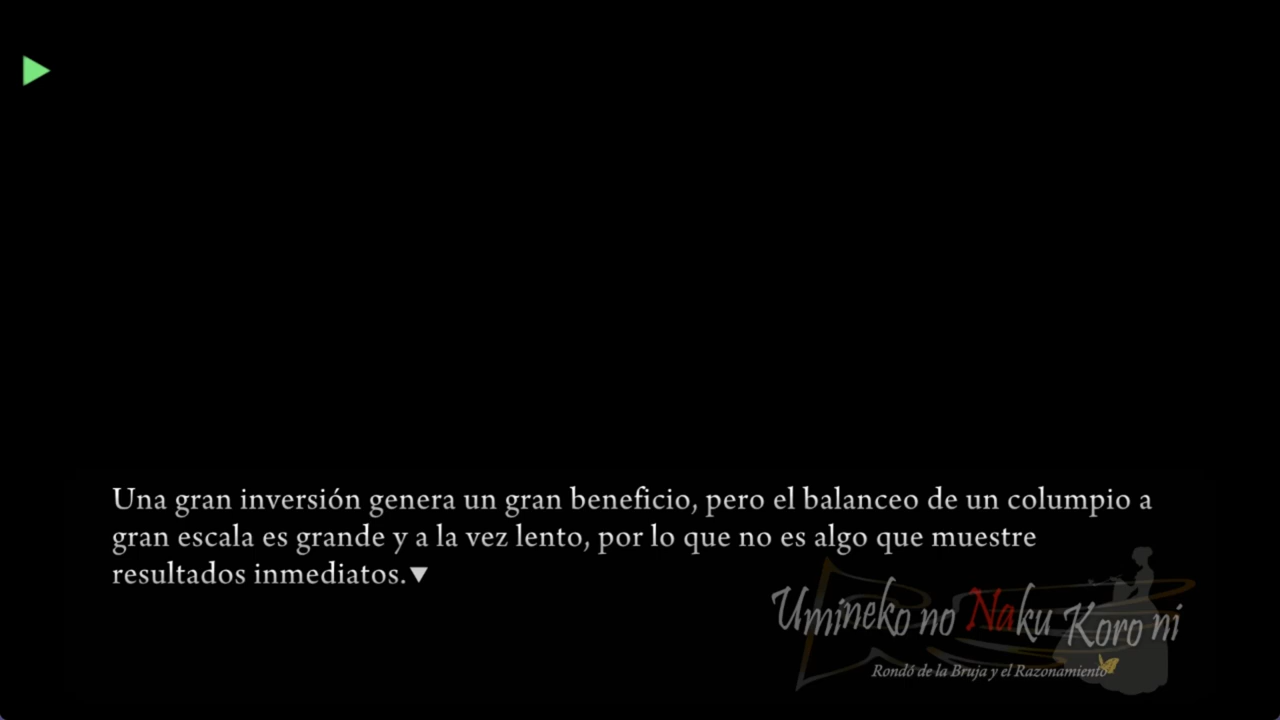 Una gran inversión genera un gran beneficio, pero el balanceo de un columpio a
gran escala es grande y a la vez lento, por lo que no es algo que muestre
resultados inmediatos.
Umineko no Naku Koro ni
Rondó de la Bruja y el Razonamiento